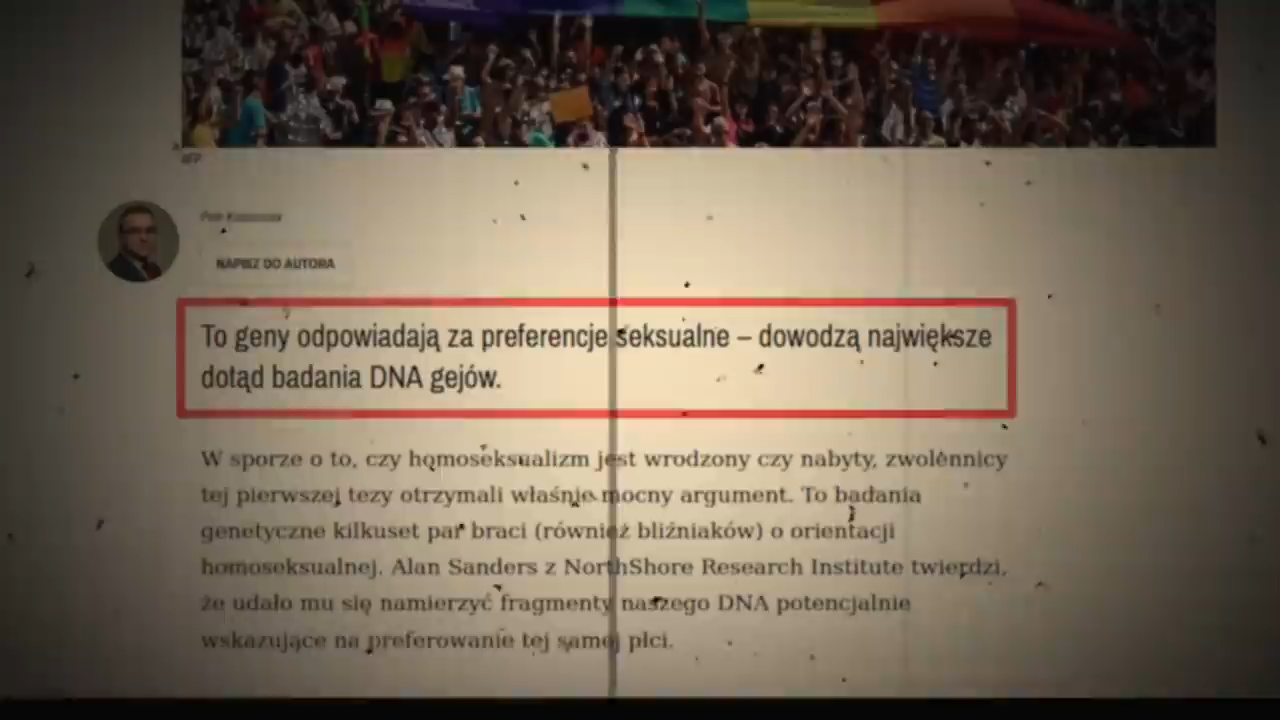 AFP
Piotr
NAPISZ DO AUTORA
To geny odpowiadają za preferencje seksualne – dowodzą największe
dotąd badania DNA gejów.
W sporze o to, czy homoseksualizm jest wrodzony czy nabyty, zwolennicy
tej pierwszej tezy otrzymali właśnie mocny argument. To badania
genetyczne kilkuset par braci (również bliźniaków) o orientacji
homoseksualnej. Alan Sanders z NorthShore Research Institute twierdzi,
że udało mu się namierzyć fragmenty naszego DNA potencjalnie
wskazujące na preferowanie tej samej płci.